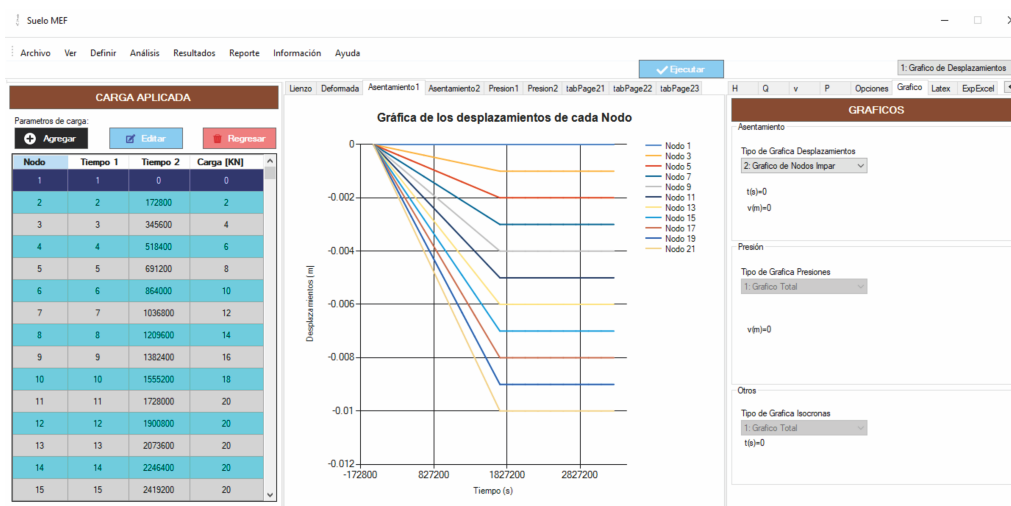 Suelo MEF
Archivo Ver Definir Análisis Resultados Reporte Información Ayuda
Ejecutar
1: Grafico de Desplazamientos
CARGA APLICADA
Parametros de carga:
Agregar Editar Regresar
Nodo Tiempo 1 Tiempo 2 Carga [KN]
1 1 0 0
2 2 172800 2
3 3 345600 4
4 4 518400 6
5 5 691200 8
6 6 864000 10
7 7 1036800 12
8 8 1209600 14
9 9 1382400 16
10 10 1555200 18
11 11 1728000 20
12 12 1900800 20
13 13 2073600 20
14 14 2246400 20
15 15 2419200 20
Lienzo Deformada Asentamiento1 Asentamiento2 Presion1 Presion2 tabPage21 tabPage22 tabPage23
Gráfica de los desplazamientos de cada Nodo
0
-0.002
-0.004
-0.006
-0.008
-0.01
-0.012
Desplazamientos [m]
-172800 827200 1827200 2827200
Tiempo (s)
Nodo 1
Nodo 3
Nodo 5
Nodo 7
Nodo 9
Nodo 11
Nodo 13
Nodo 15
Nodo 17
Nodo 19
Nodo 21
H Q v P Opciones Grafico Latex ExpExcel
GRAFICOS
Asentamiento
Tipo de Grafica Desplazamientos
2: Grafico de Nodos Impar
t(s)=0
v(m)=0
Presión
Tipo de Grafica Presiones
1: Grafico Total
v(m)=0
Otros
Tipo de Grafica Isocronas
1: Grafico Total
t(s)=0